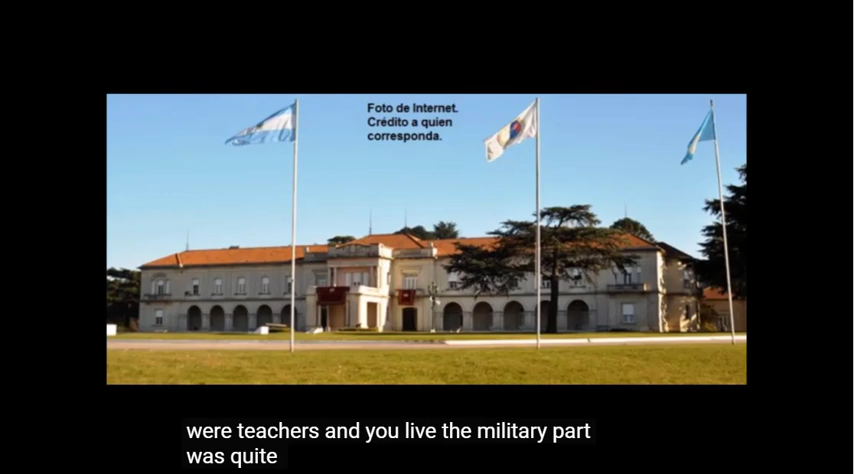 Foto de Internet.
Crédito a quien
corresponda.
were teachers and you live the military part
was quite